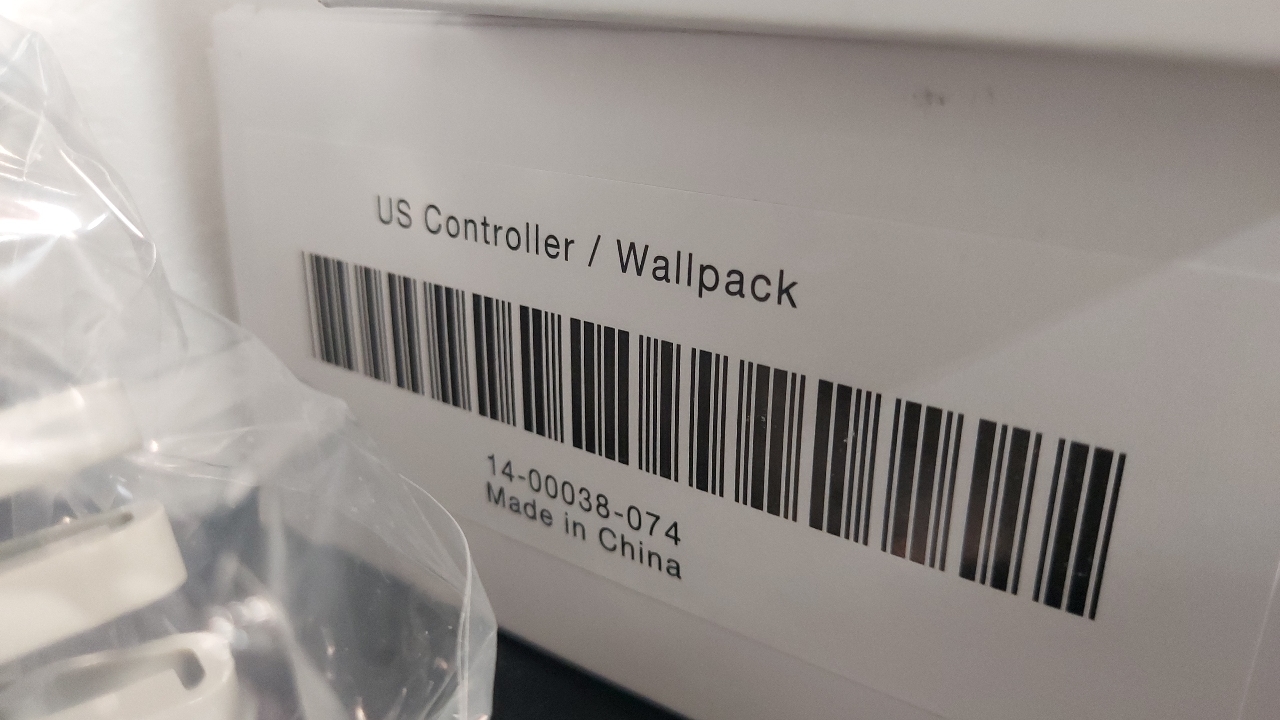 US Controller / Wallpack
14-00038-074
Made in China